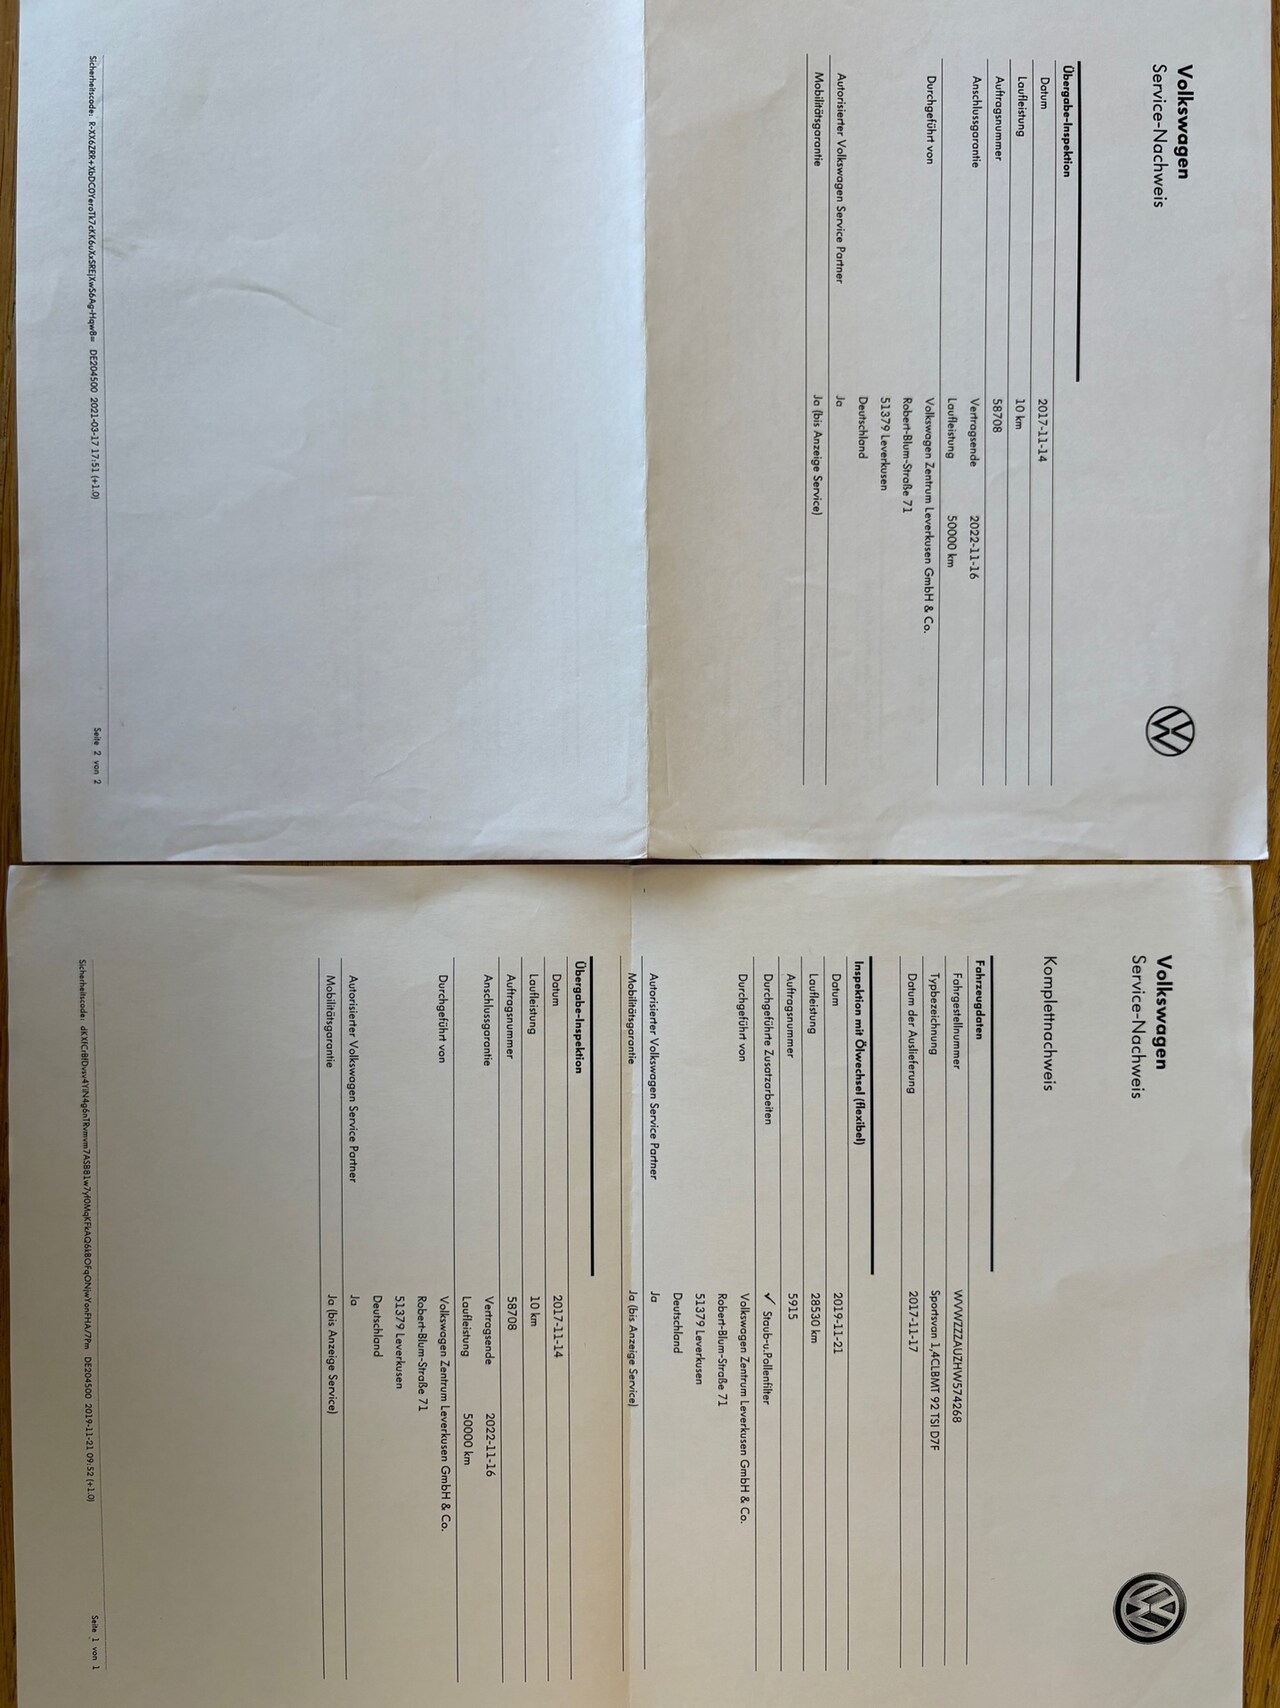 Volkswagen
Service-Nachweis
Übergabe-Inspektion
Datum 2017-11-14
Laufleistung 10 km
Auftragsnummer 58708
Anschlussgarantie Vertragsende 2022-11-16
Laufleistung 50000 km
Durchgeführt von Volkswagen Zentrum Leverkusen GmbH & Co.
Robert-Blum-Straße 71
51379 Leverkusen
Deutschland
Autorisierter Volkswagen Service Partner Ja
Mobilitätsgarantie Ja (bis Anzeige Service)
Sicherheitscode: DE204500 2021-03-17 17:51 (+1.0) Seite 2 von 2
Volkswagen
Service-Nachweis
Komplettnachweis
Fahrzeugdaten
Fahrgestellnummer WVWZZZAUZHW574268
Typbezeichnung Sportsvan 1,4CLBMT 92 TSI D7F
Datum der Auslieferung 2017-11-17
Inspektion mit Ölwechsel (flexibel)
Datum 2019-11-21
Laufleistung 28530 km
Auftragsnummer 5915
Durchgeführte Zusatzarbeiten ✓ Staub-u.Pollenfilter
Durchgeführt von Volkswagen Zentrum Leverkusen GmbH & Co.
Robert-Blum-Straße 71
51379 Leverkusen
Deutschland
Autorisierter Volkswagen Service Partner Ja
Mobilitätsgarantie Ja (bis Anzeige Service)
Übergabe-Inspektion
Datum 2017-11-14
Laufleistung 10 km
Auftragsnummer 58708
Anschlussgarantie Vertragsende 2022-11-16
Laufleistung 50000 km
Durchgeführt von Volkswagen Zentrum Leverkusen GmbH & Co.
Robert-Blum-Straße 71
51379 Leverkusen
Deutschland
Autorisierter Volkswagen Service Partner Ja
Mobilitätsgarantie Ja (bis Anzeige Service)
Sicherheitscode: DE204500 2019-11-21 09:52 (+1.0) Seite 1 von 1